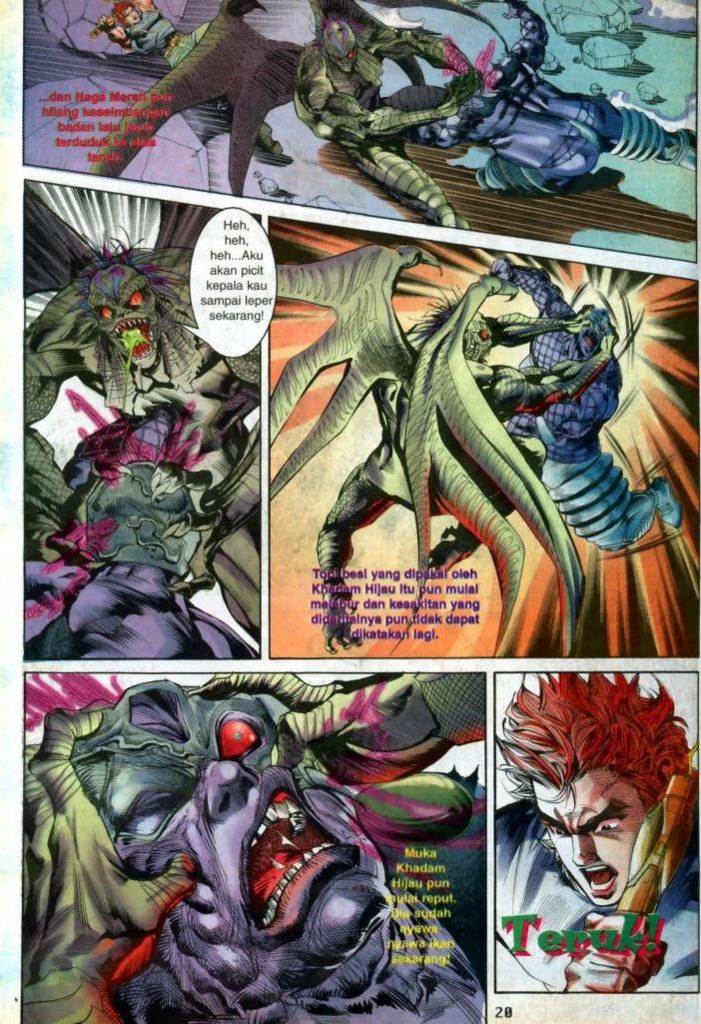 ...dan Naga Merah pun
hilang keseimbangan
badan lalu jatuh
terduduk ke atas
tanah.
Heh,
heh,
heh...Aku
akan picit
kepala kau
sampai leper
sekarang!
Topi besi yang dipakai oleh
Khadam Hijau itu pun mulai
melebur dan kesakitan yang
dideritainya pun tidak dapat
dikatakan lagi.
Muka
Khadam
Hijau pun
mulai reput.
Dia sudah
nyawa
nyawa ikan
sekarang!
Teruk!
20